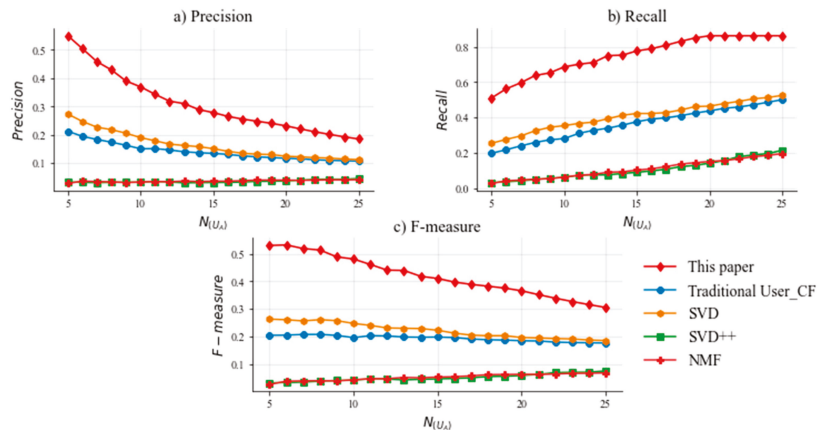 a) Precision
b) Recall
0.5
0.4
0.3
0.2
0.1
Precision
5
10
15
20
25
N(UA)
0.8
0.6
0.4
0.2
0.0
Recall
5
10
15
20
25
N(UA)
c) F-measure
0.5
0.4
0.3
0.2
0.1
F − measure
5
10
15
20
25
N(UA)
This paper
Traditional User_CF
SVD
SVD++
NMF